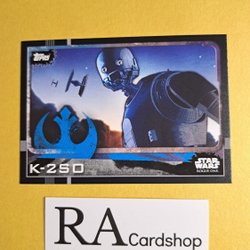 Topps
K-2SO
STAR
WARS
ROGUE ONE
RA
Cardshop